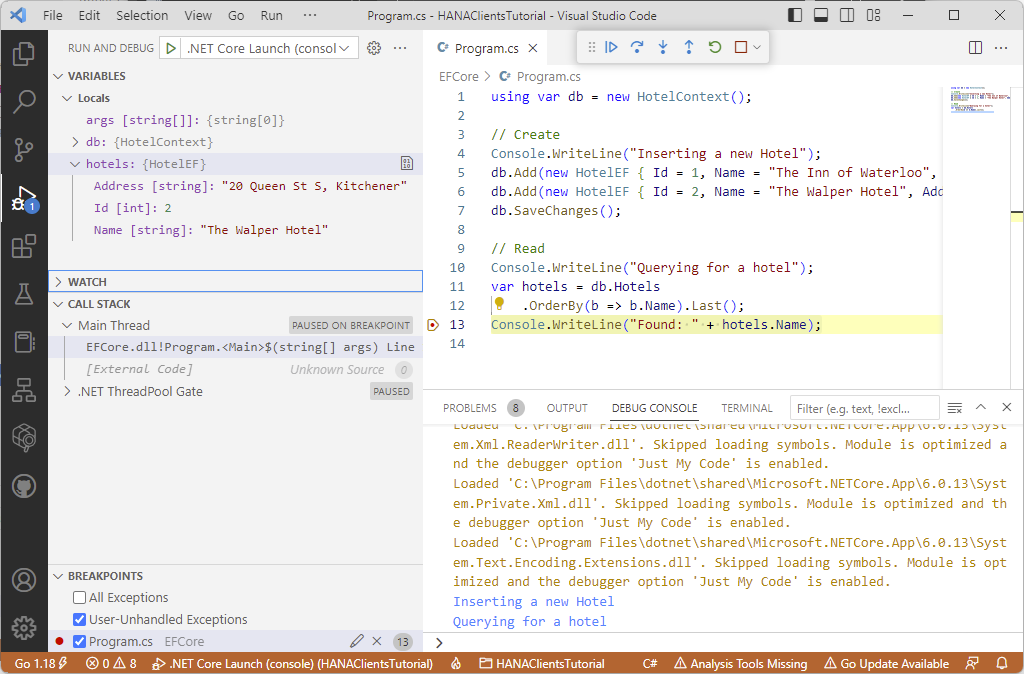 File Edit Selection View Go Run ··· Program.cs - HANAClientsTutorial - Visual Studio Code
RUN AND DEBUG .NET Core Launch (consol
VARIABLES
Locals
args [string[]]: {string[0]}
db: {HotelContext}
hotels: {HotelEF}
Address [string]: "20 Queen St S, Kitchener"
Id [int]: 2
Name [string]: "The Walper Hotel"
WATCH
CALL STACK
Main Thread PAUSED ON BREAKPOINT
EFCore.dll!Program.<Main>$(string[] args) Line
[External Code] Unknown Source 0
.NET ThreadPool Gate PAUSED
BREAKPOINTS
All Exceptions
User-Unhandled Exceptions
Program.cs EFCore 13
1
C# Program.cs
EFCore > C# Program.cs
1 using var db = new HotelContext();
2
3 // Create
4 Console.WriteLine("Inserting a new Hotel");
5 db.Add(new HotelEF { Id = 1, Name = "The Inn of Waterloo",
6 db.Add(new HotelEF { Id = 2, Name = "The Walper Hotel", Add
7 db.SaveChanges();
8
9 // Read
10 Console.WriteLine("Querying for a hotel");
11 var hotels = db.Hotels
12 .OrderBy(b => b.Name).Last();
13 Console.WriteLine("Found: " + hotels.Name);
14
PROBLEMS 8 OUTPUT DEBUG CONSOLE TERMINAL Filter (e.g. text, !excl...
Loaded 'C:\Program Files\dotnet\shared\Microsoft.NETCore.App\6.0.13\Syst
em.Xml.ReaderWriter.dll'. Skipped loading symbols. Module is optimized a
nd the debugger option 'Just My Code' is enabled.
Loaded 'C:\Program Files\dotnet\shared\Microsoft.NETCore.App\6.0.13\Syst
em.Private.Xml.dll'. Skipped loading symbols. Module is optimized and th
e debugger option 'Just My Code' is enabled.
Loaded 'C:\Program Files\dotnet\shared\Microsoft.NETCore.App\6.0.13\Syst
em.Text.Encoding.Extensions.dll'. Skipped loading symbols. Module is opt
imized and the debugger option 'Just My Code' is enabled.
Inserting a new Hotel
Querying for a hotel
>
Go 1.18 0 8 .NET Core Launch (console) (HANAClientsTutorial) HANAClientsTutorial C# Analysis Tools Missing Go Update Available